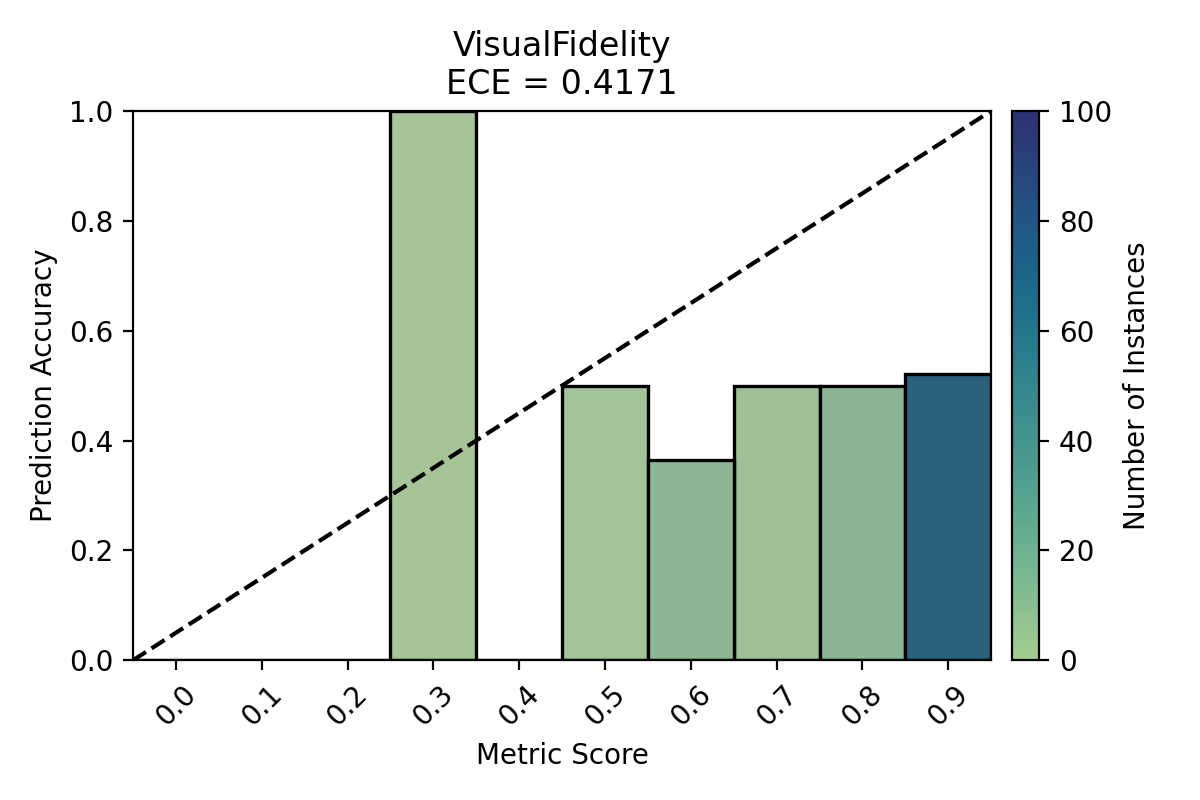 VisualFidelity
ECE = 0.4171
Prediction Accuracy
1.0
0.8
0.6
0.4
0.2
0.0
0.0 0.1 0.2 0.3 0.4 0.5 0.6 0.7 0.8 0.9
Metric Score
100
80
60
40
20
0
Number of Instances